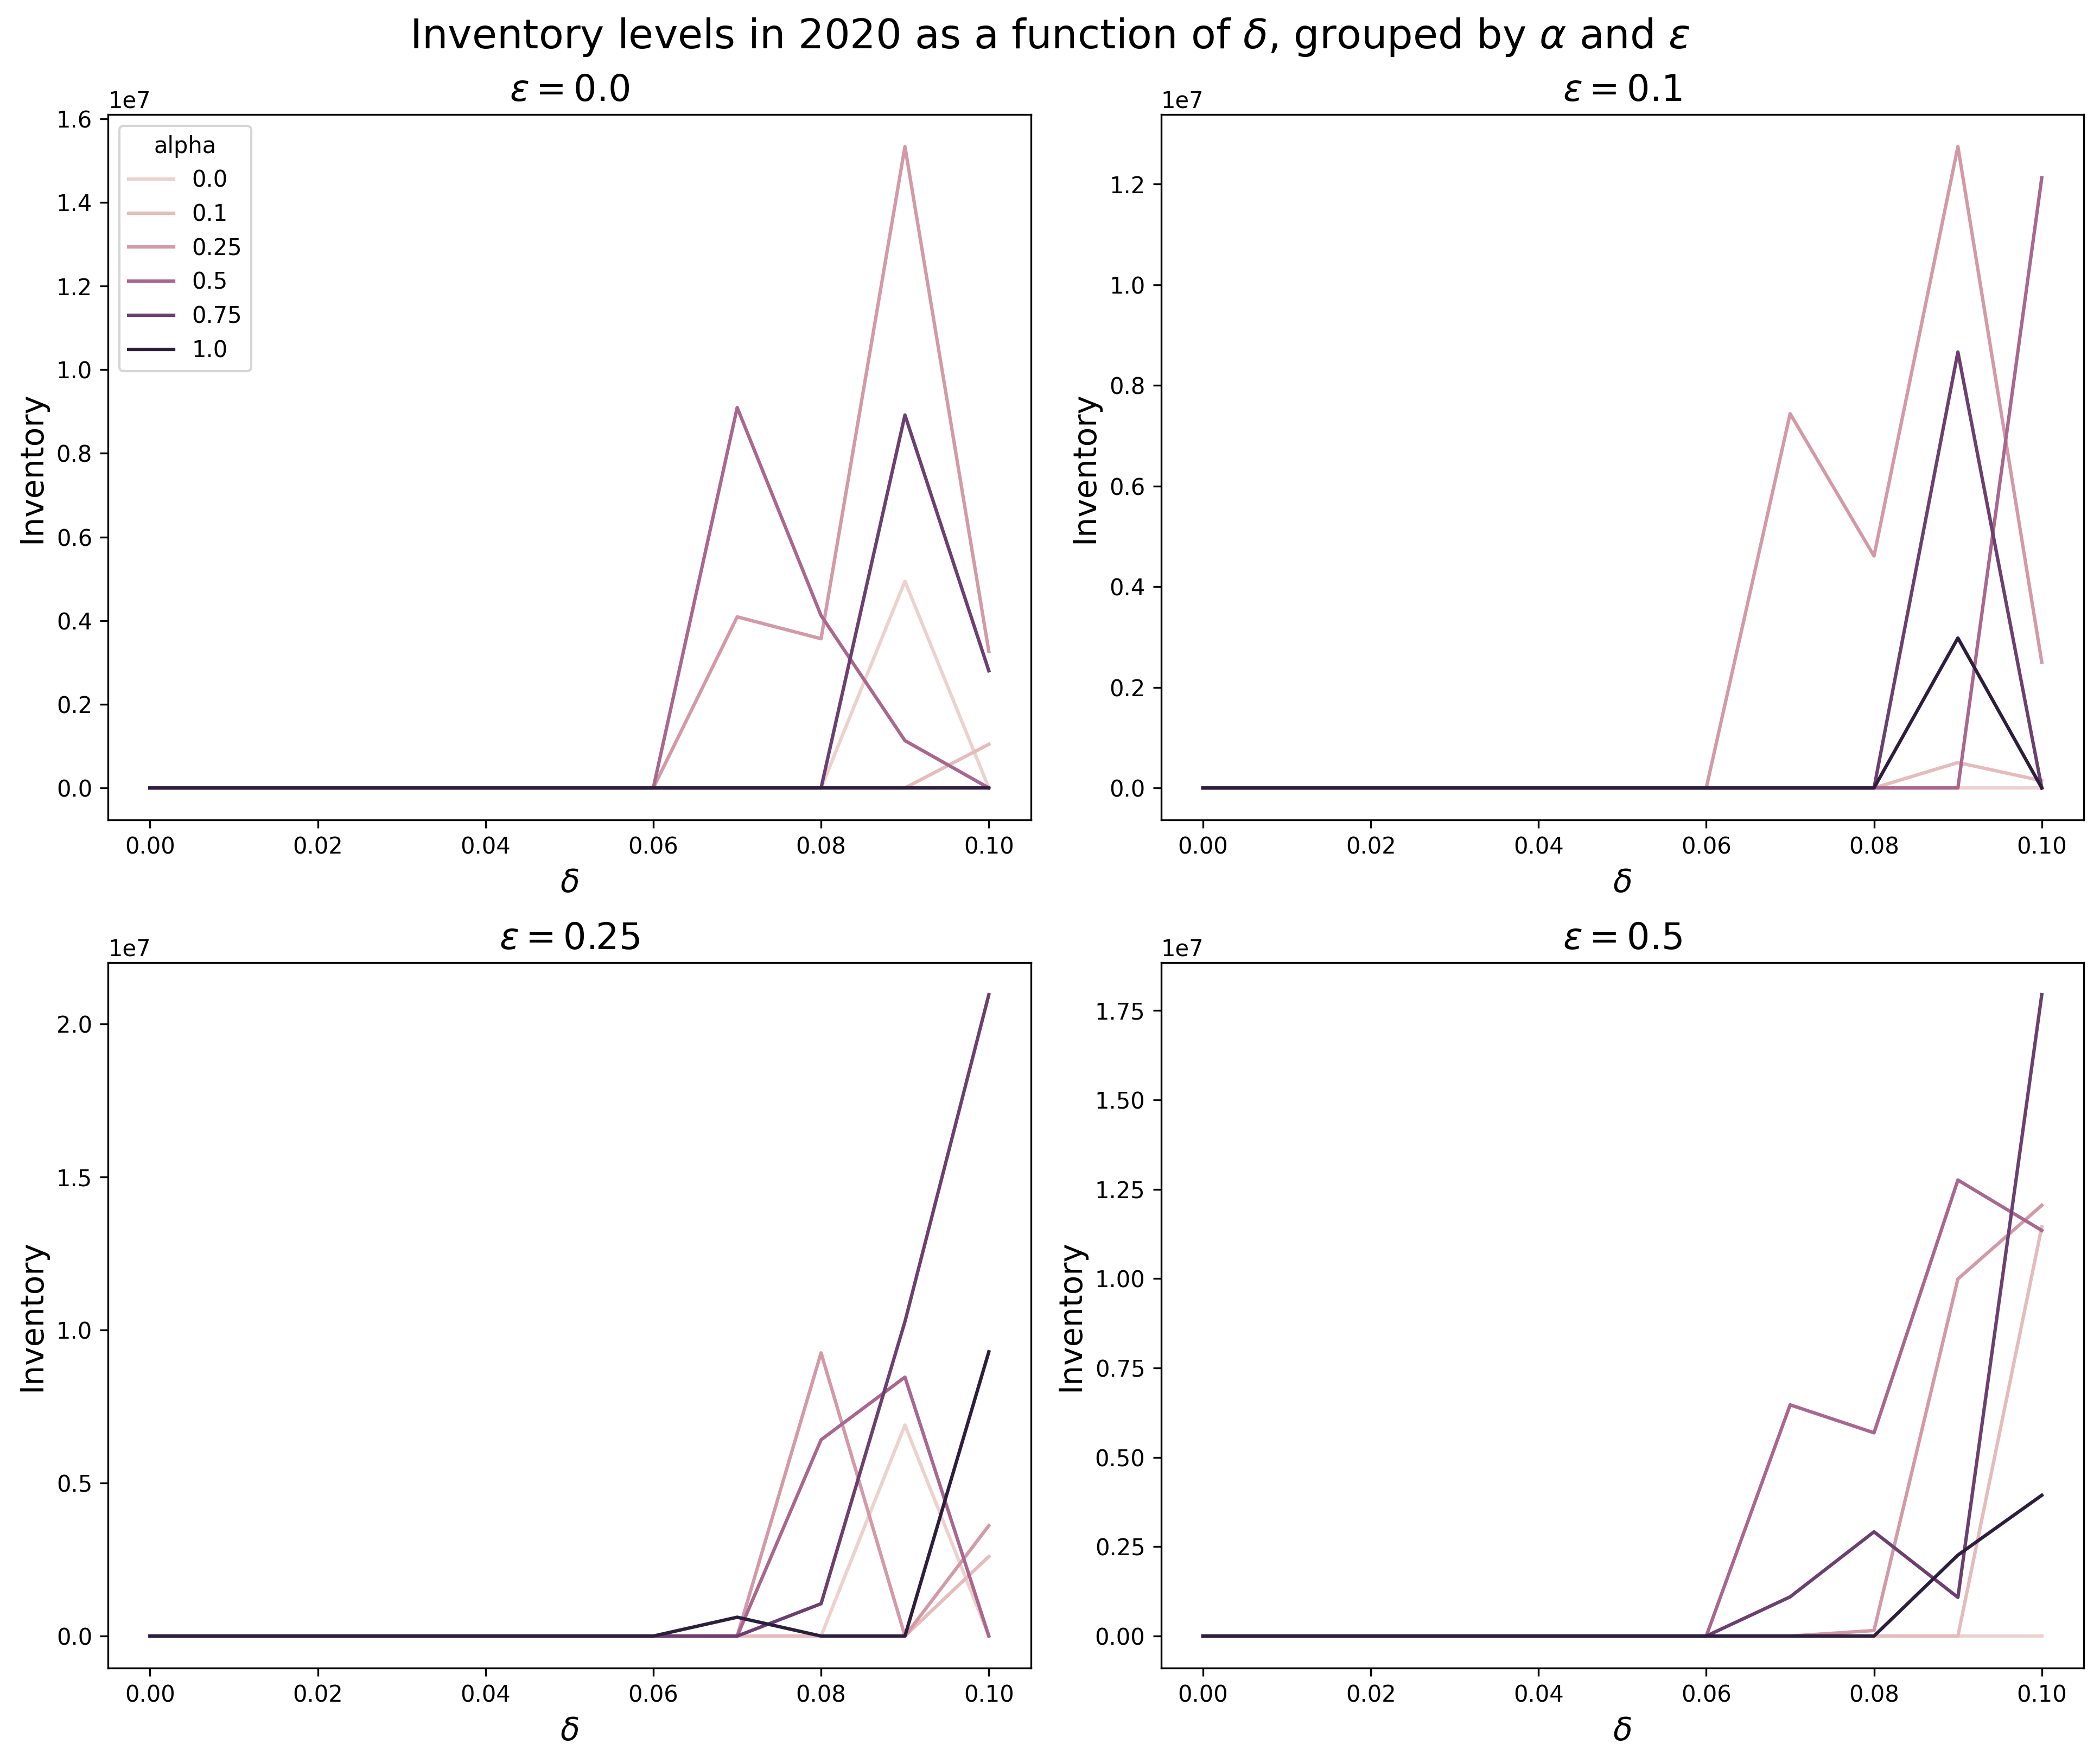 Inventory levels in 2020 as a function of δ, grouped by α and ε
ε = 0.0
1e7
1.6
1.4
1.2
1.0
0.8
0.6
0.4
0.2
0.0
Inventory
alpha
0.0
0.1
0.25
0.5
0.75
1.0
0.00 0.02 0.04 0.06 0.08 0.10
δ
ε = 0.1
1e7
1.2
1.0
0.8
0.6
0.4
0.2
0.0
Inventory
0.00 0.02 0.04 0.06 0.08 0.10
δ
ε = 0.25
1e7
2.0
1.5
1.0
0.5
0.0
Inventory
0.00 0.02 0.04 0.06 0.08 0.10
δ
ε = 0.5
1e7
1.75
1.50
1.25
1.00
0.75
0.50
0.25
0.00
Inventory
0.00 0.02 0.04 0.06 0.08 0.10
δ